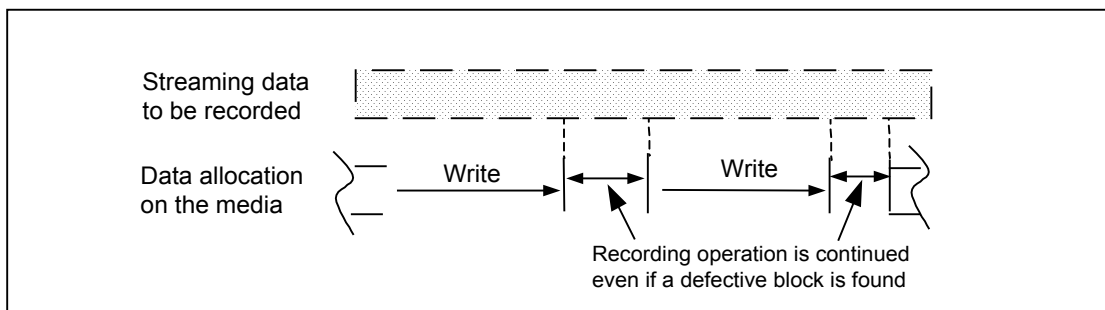 Streaming data
to be recorded
Data allocation
on the media
Write
Write
Recording operation is continued
even if a defective block is found